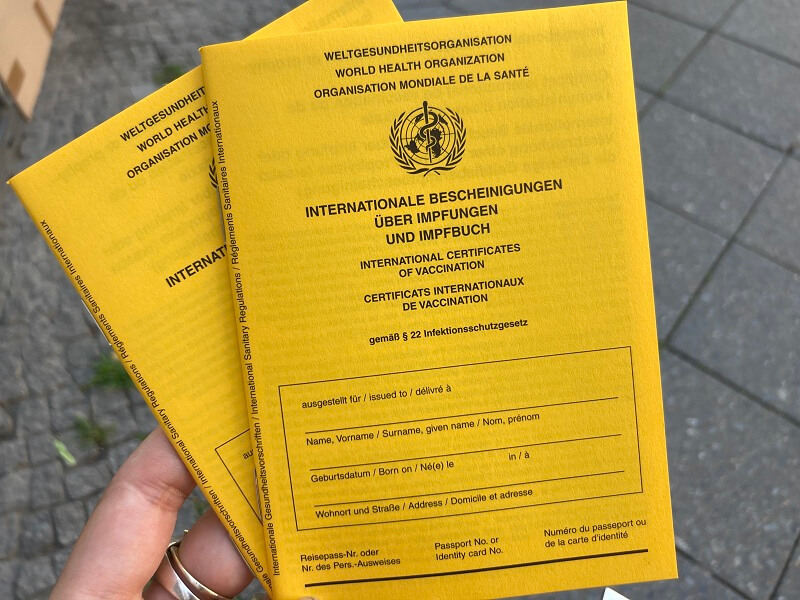 WELTGESUNDHEITSORGANISATION
WORLD HEALTH ORGANIZATION
ORGANISATION MONDIALE DE LA SANTÉ
INTERNATIONALE BESCHEINIGUNGEN
ÜBER IMPFUNGEN
UND IMPFBUCH
INTERNATIONAL CERTIFICATES
OF VACCINATION
CERTIFICATS INTERNATIONAUX
DE VACCINATION
gemäß § 22 Infektionsschutzgesetz
ausgestellt für / issued to / délivré à
Name, Vorname / Surname, given name / Nom, prénom
Geburtsdatum / Born on / Né(e) le in / à
Wohnort und Straße / Address / Domicile et adresse
Reisepass-Nr. oder
Nr. des Pers.-Ausweises
Passport No. or
Identity card No.
Numéro du passeport ou
de la carte d'identité
Internationale Gesundheitsvorschriften / International Sanitary Regulations / Règlements Sanitaires Internationaux
WELTGESUNDHEITS
WORLD HEALTH
ORGANISATION MO
INTERNATI
au
nale Gesundheitsvorschriften / International Sanitary Regulations / Règlements Sanitaires Internationaux